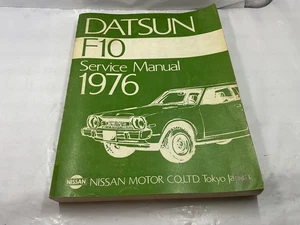 DATSUN
F10
Service Manual
1976
NISSAN
NISSAN MOTOR CO., LTD. Tokyo Japan